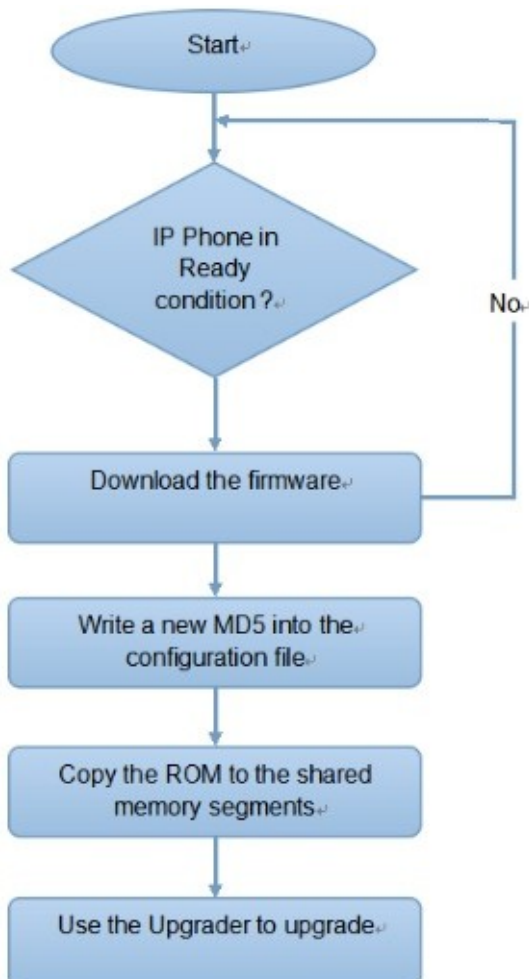 Start
IP Phone in
Ready
condition ?
No
Download the firmware
Write a new MD5 into the
configuration file
Copy the ROM to the shared
memory segments
Use the Upgrader to upgrade